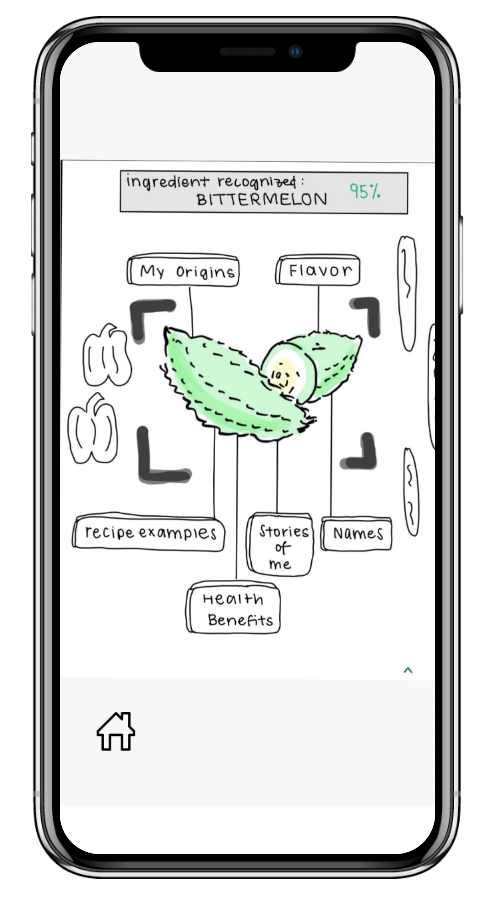 ingredient recognized:
BITTERMELON 95%
My Origins
Flavor
recipe examples
Stories
of
me
Names
Health
Benefits